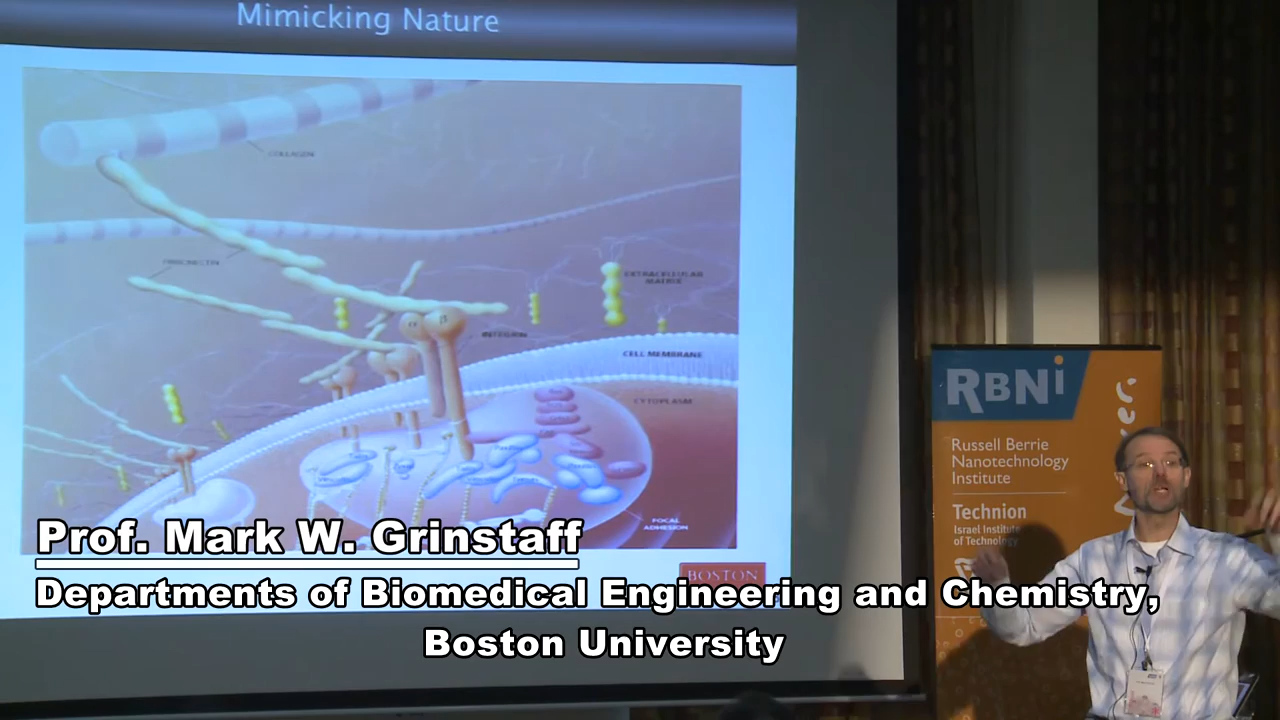 Mimicking Nature
COLLAGEN
FIBRONECTIN
EXTRACELLULAR
MATRIX
α β
INTEGRIN
CELL MEMBRANE
CYTOPLASM
FOCAL
ADHESION
BOSTON
RBNi
Russell Berrie
Nanotechnology
Institute
Technion
Israel Institute
of Technology
Prof. Mark W. Grinstaff
Departments of Biomedical Engineering and Chemistry,
Boston University